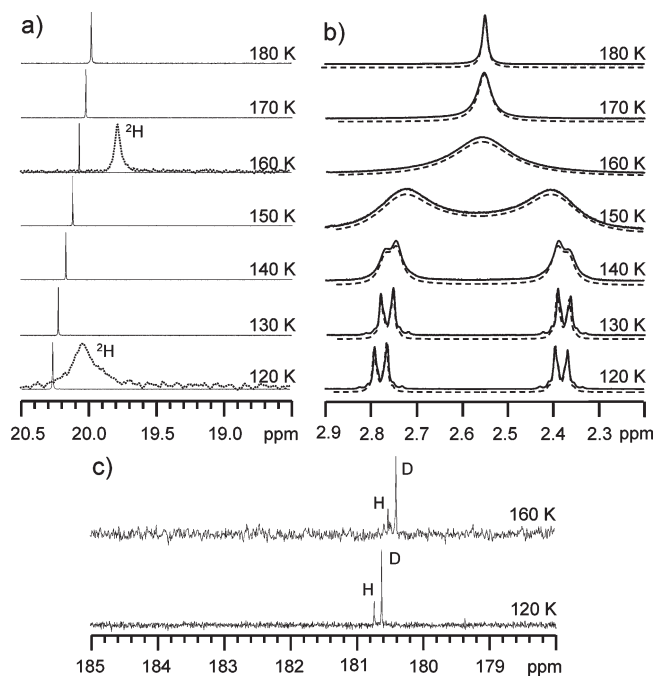 a)
180 K
170 K
²H
160 K
150 K
140 K
130 K
²H
120 K
20.5 20.0 19.5 19.0 ppm
b)
180 K
170 K
160 K
150 K
140 K
130 K
120 K
2.9 2.8 2.7 2.6 2.5 2.4 2.3 ppm
c)
D
H
160 K
D
H
120 K
185 184 183 182 181 180 179 ppm